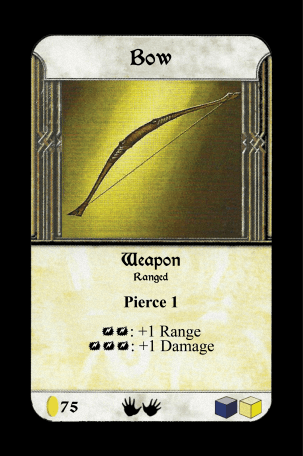 Bow
Weapon
Ranged
Pierce 1
: +1 Range
: +1 Damage
75